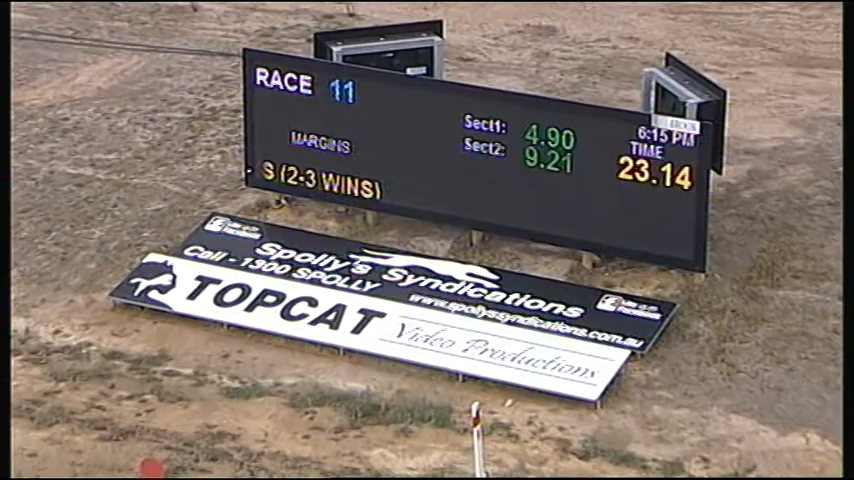 RACE 11
MARGINS
S (2-3 WINS)
Sect1: 4.90
Sect2: 9.21
6:15 PM
TIME
23.14
Spolly's Syndications
Call - 1300 SPOLLY
www.spollyssyndications.com.au
TOPCAT
Video Productions